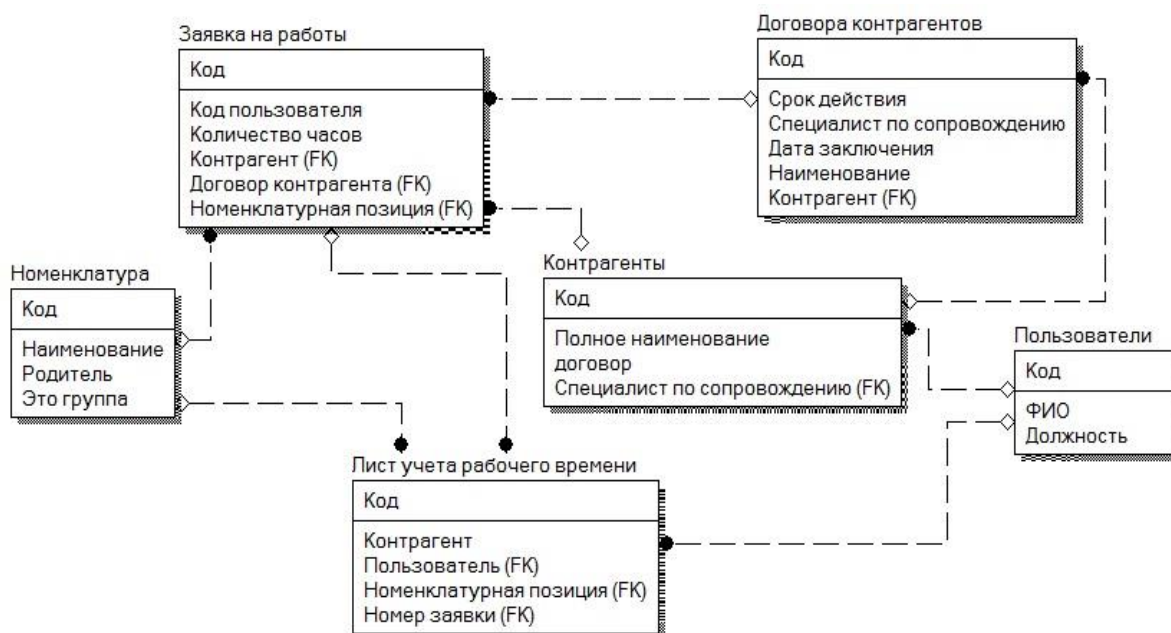 Заявка на работы
Код
Код пользователя
Количество часов
Контрагент (FK)
Договор контрагента (FK)
Номенклатурная позиция (FK)
Договора контрагентов
Код
Срок действия
Специалист по сопровождению
Дата заключения
Наименование
Контрагент (FK)
Номенклатура
Код
Наименование
Родитель
Это группа
Контрагенты
Код
Полное наименование
договор
Специалист по сопровождению (FK)
Пользователи
Код
ФИО
Должность
Лист учета рабочего времени
Код
Контрагент
Пользователь (FK)
Номенклатурная позиция (FK)
Номер заявки (FK)